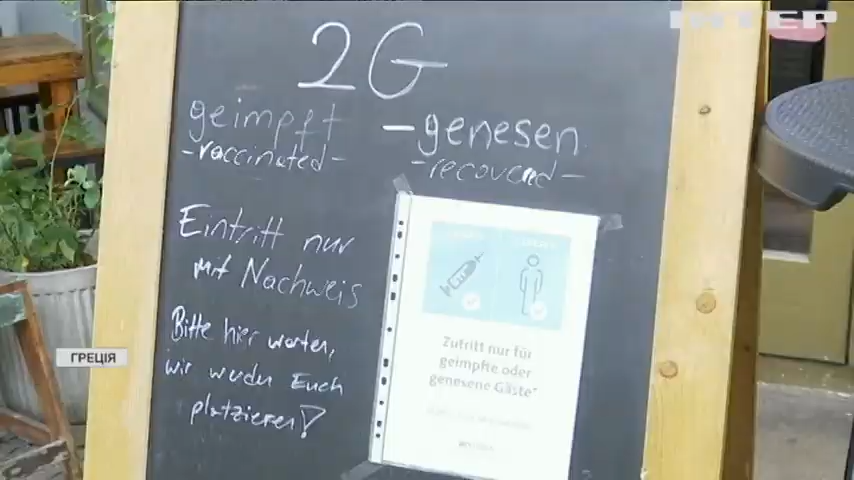 ІНТЕР
2G
geimpft -genesen
-vaccinated- -recovered-
Eintritt nur
mit Nachweis
Bitte hier warten,
wir werden Euch
platzieren!
Zutritt nur für
geimpfte oder
genesene Gäste*
ГРЕЦІЯ